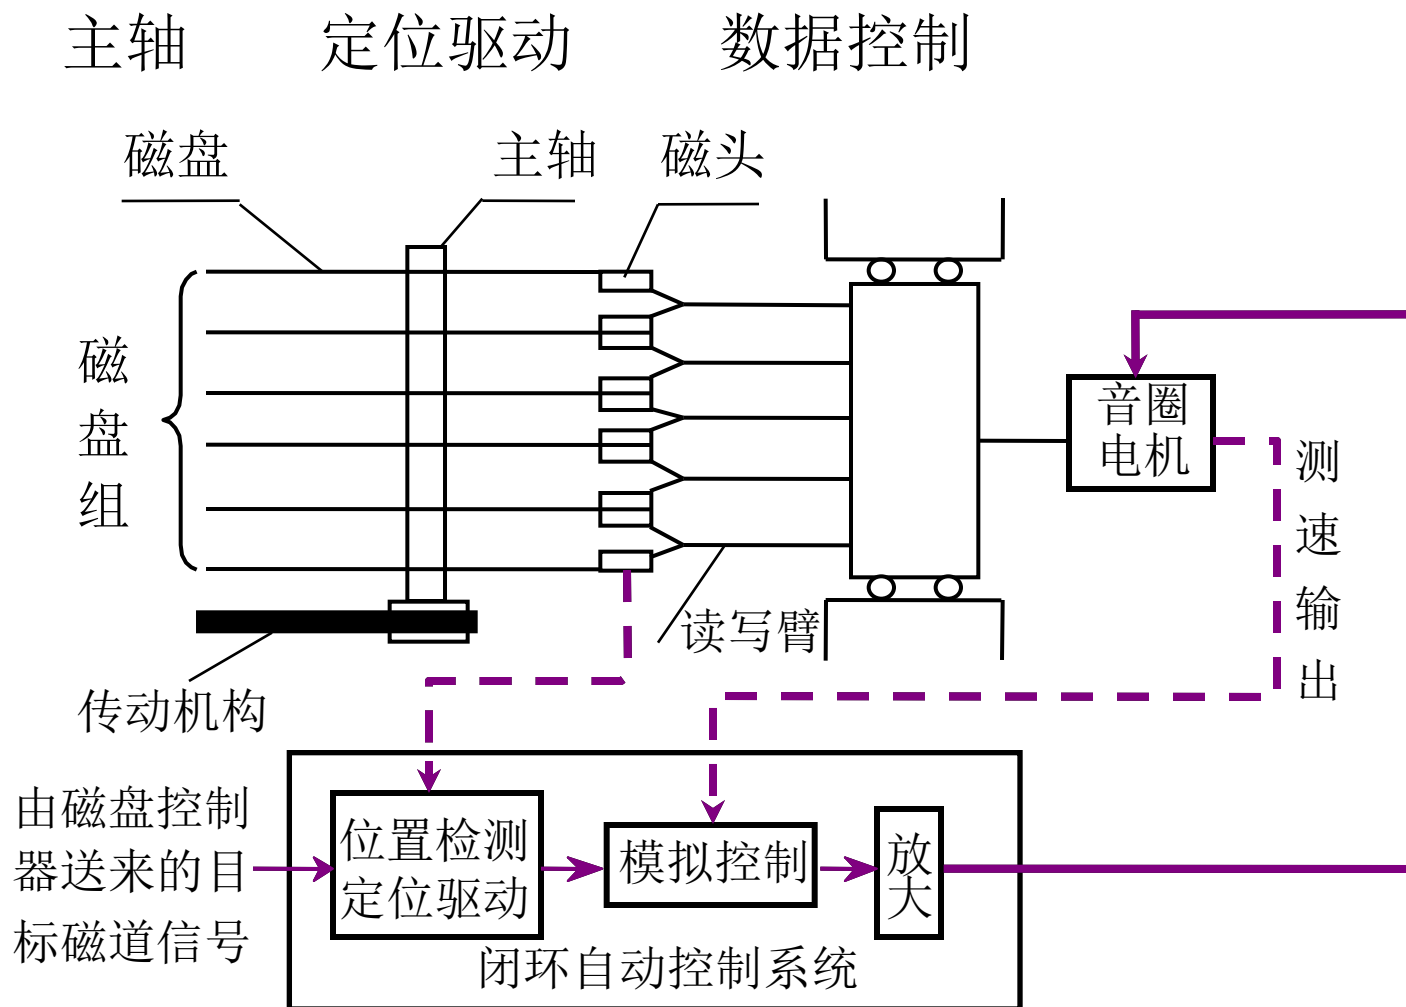 主轴 定位驱动 数据控制
磁盘 主轴 磁头
磁
盘
组
音圈
电机
测
速
输
出
读写臂
传动机构
由磁盘控制
器送来的目
标磁道信号
位置检测
定位驱动
模拟控制
放
大
闭环自动控制系统